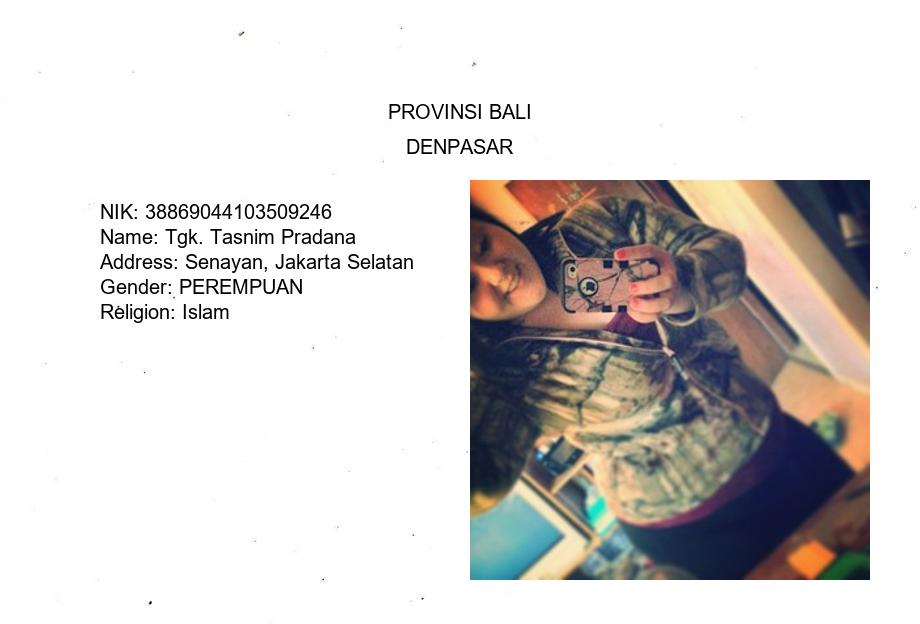 PROVINSI BALI
DENPASAR
NIK: 38869044103509246
Name: Tgk. Tasnim Pradana
Address: Senayan, Jakarta Selatan
Gender: PEREMPUAN
Religion: Islam